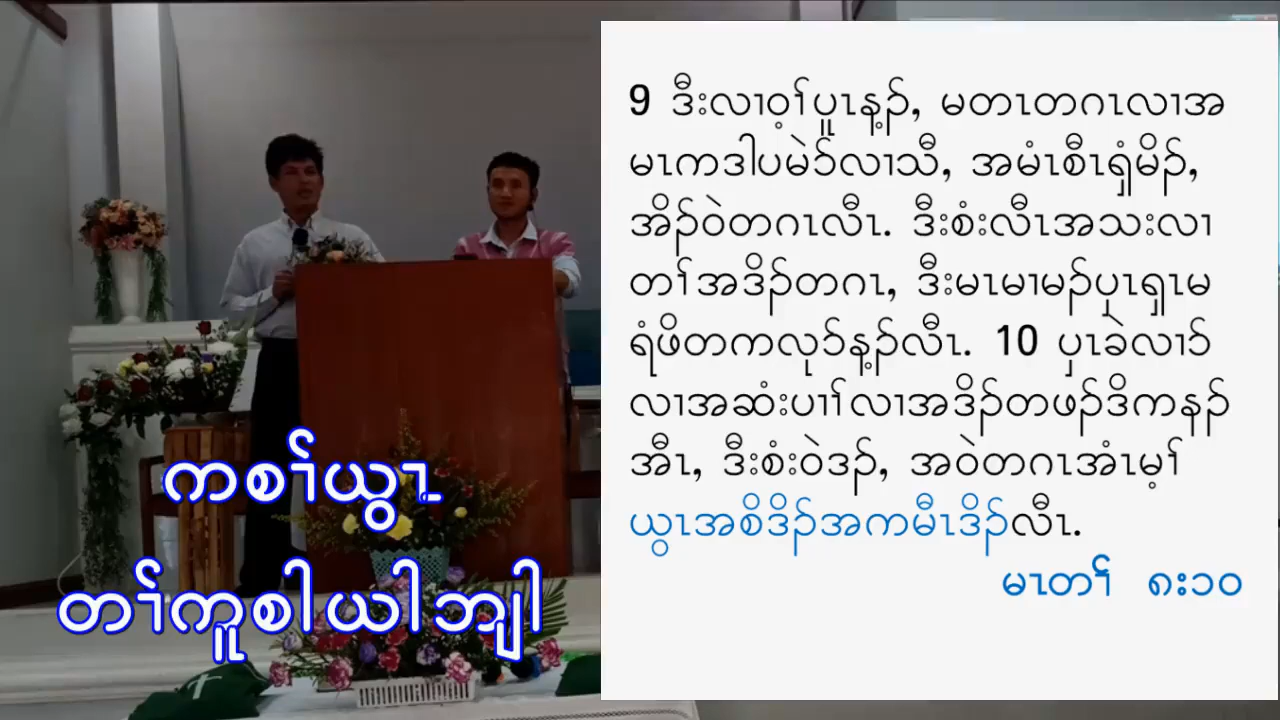 9 ဒီးလၢဝ့ၢ်ပူၤန့ၣ်, မတၤတဂၤလၢအ
မၤကဒါပမဲၥ်လၢသီ, အမံၤစီၤရှံမိၣ်,
အိၣ်ဝဲတဂၤလီၤ. ဒီးစံးလီၤအသးလၢ
တၢ်အဒိၣ်တဂၤ, ဒီးမၤမၢမၣ်ပှၤရှၤမ
ရံဖိတကလုၥ်န့ၣ်လီၤ. 10 ပှၤခဲလၢၥ်
လၢအဆံးပၢၢ်လၢအဒိၣ်တဖၣ်ဒိကနၣ်
အီၤ, ဒီးစံးဝဲဒၣ်, အဝဲတဂၤအံၤမ့ၢ်
ယွၤအစိဒိၣ်အကမီၤဒိၣ်လီၤ.
မၤတၢ် ၈း၁၀
ကစၢ်ယွၤ
တၢ်ကူစါယါဘျါ